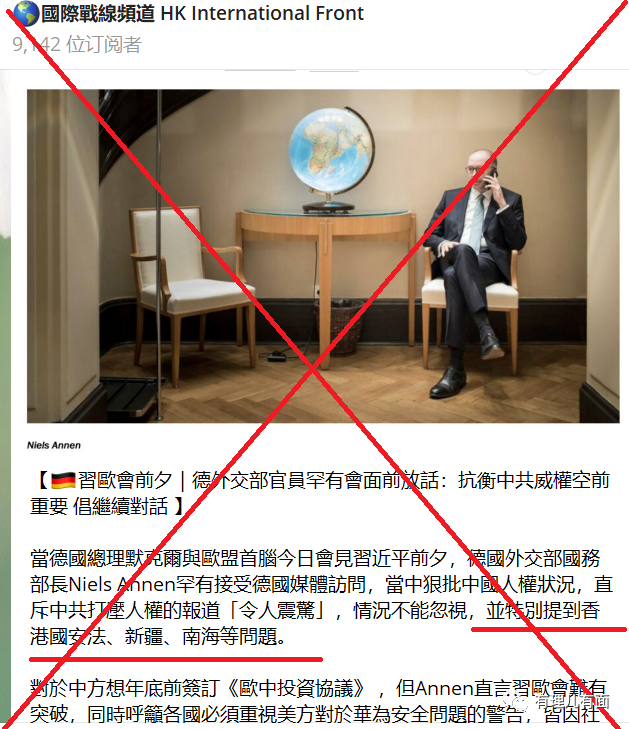 國際戰線頻道 HK International Front
9,142 位订阅者
Niels Annen
【🇩🇪習歐會前夕｜德外交部官員罕有會面前放話：抗衡中共威權空前
重要 倡繼續對話 】
當德國總理默克爾與歐盟首腦今日會見習近平前夕，德國外交部國務
部長Niels Annen罕有接受德國媒體訪問，當中狠批中國人權狀況，直
斥中共打壓人權的報道「令人震驚」，情況不能忽視，並特別提到香
港國安法、新疆、南海等問題。
對於中方想年底前簽訂《歐中投資協議》，但Annen直言習歐會難有
突破，同時呼籲各國必須重視美方對於華為安全問題的警告，皆因社
有理儿有面